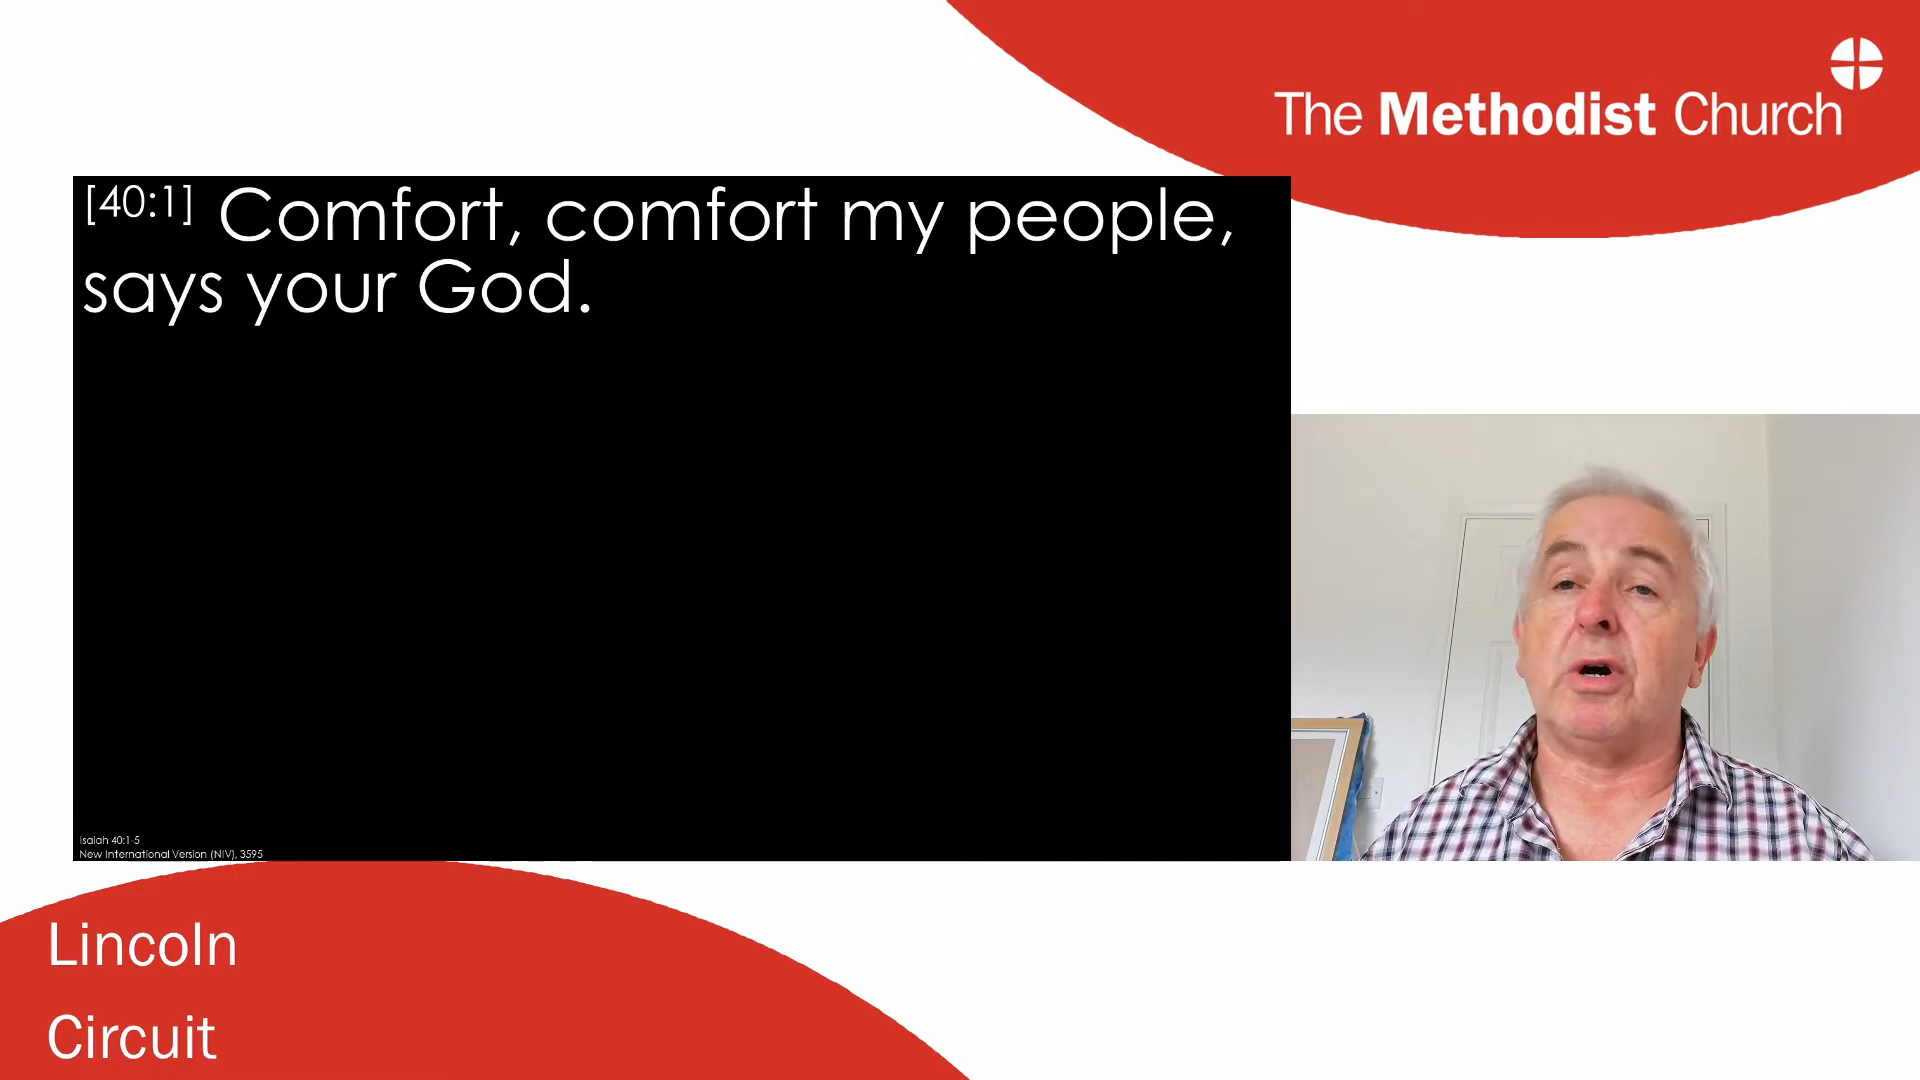 The Methodist Church
[40:1] Comfort, comfort my people,
says your God.
Isaiah 40:1-5
New International Version (NIV), 3595
Lincoln
Circuit